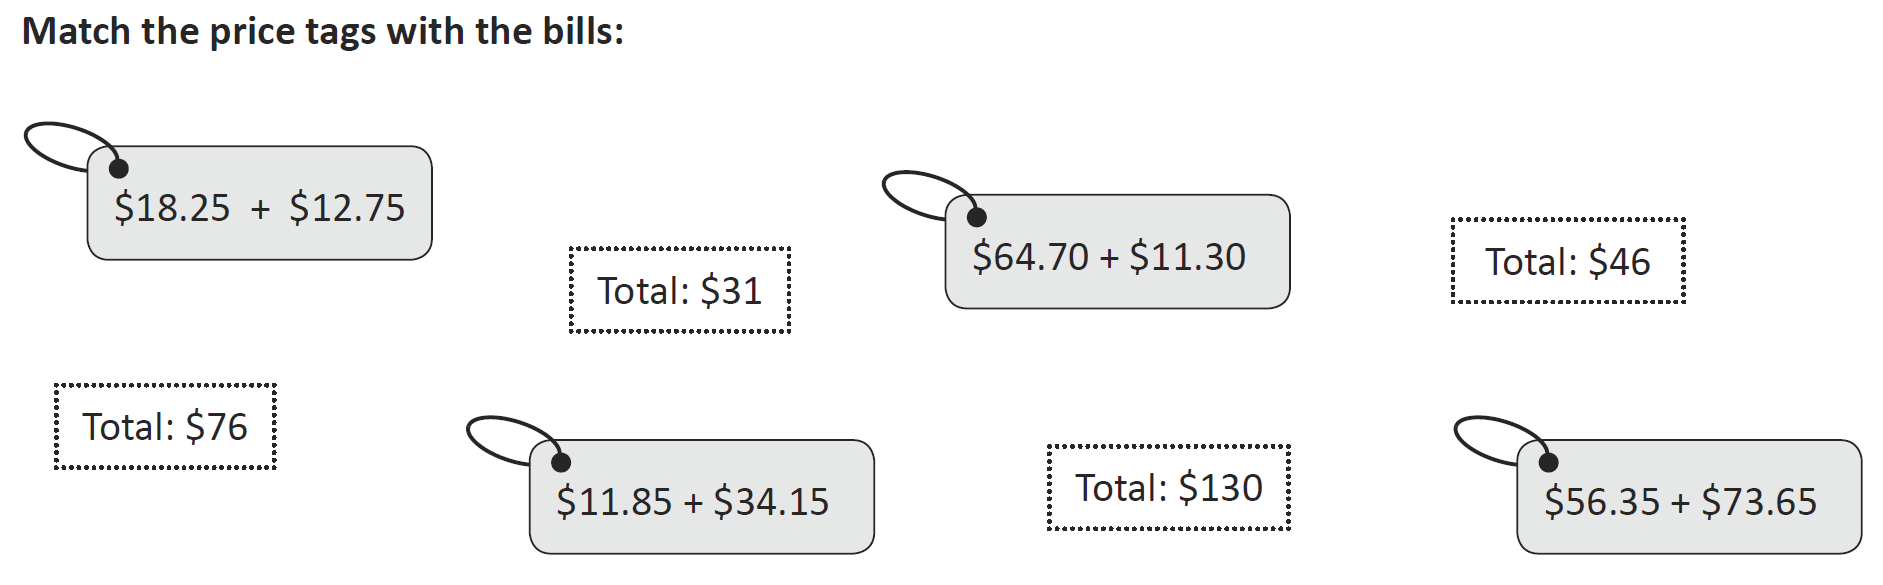 Match the price tags with the bills:
$18.25 + $12.75
$64.70 + $11.30
Total: $46
Total: $31
Total: $76
$11.85 + $34.15
Total: $130
$56.35 + $73.65